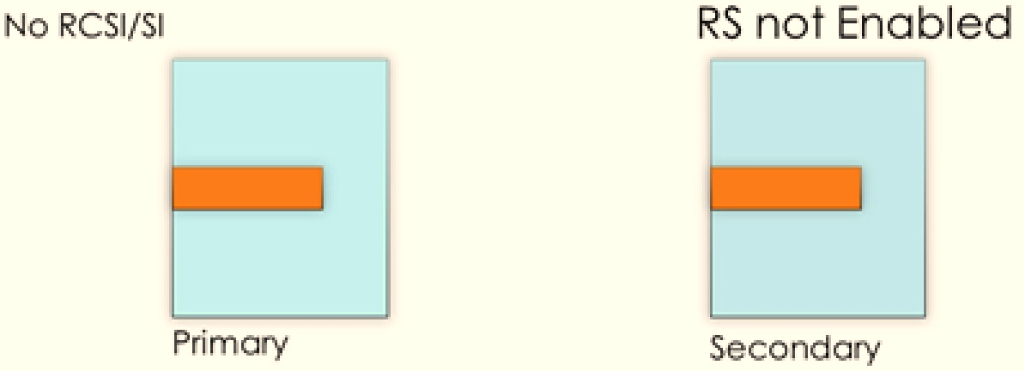 No RCSI/SI
RS not Enabled
Primary
Secondary